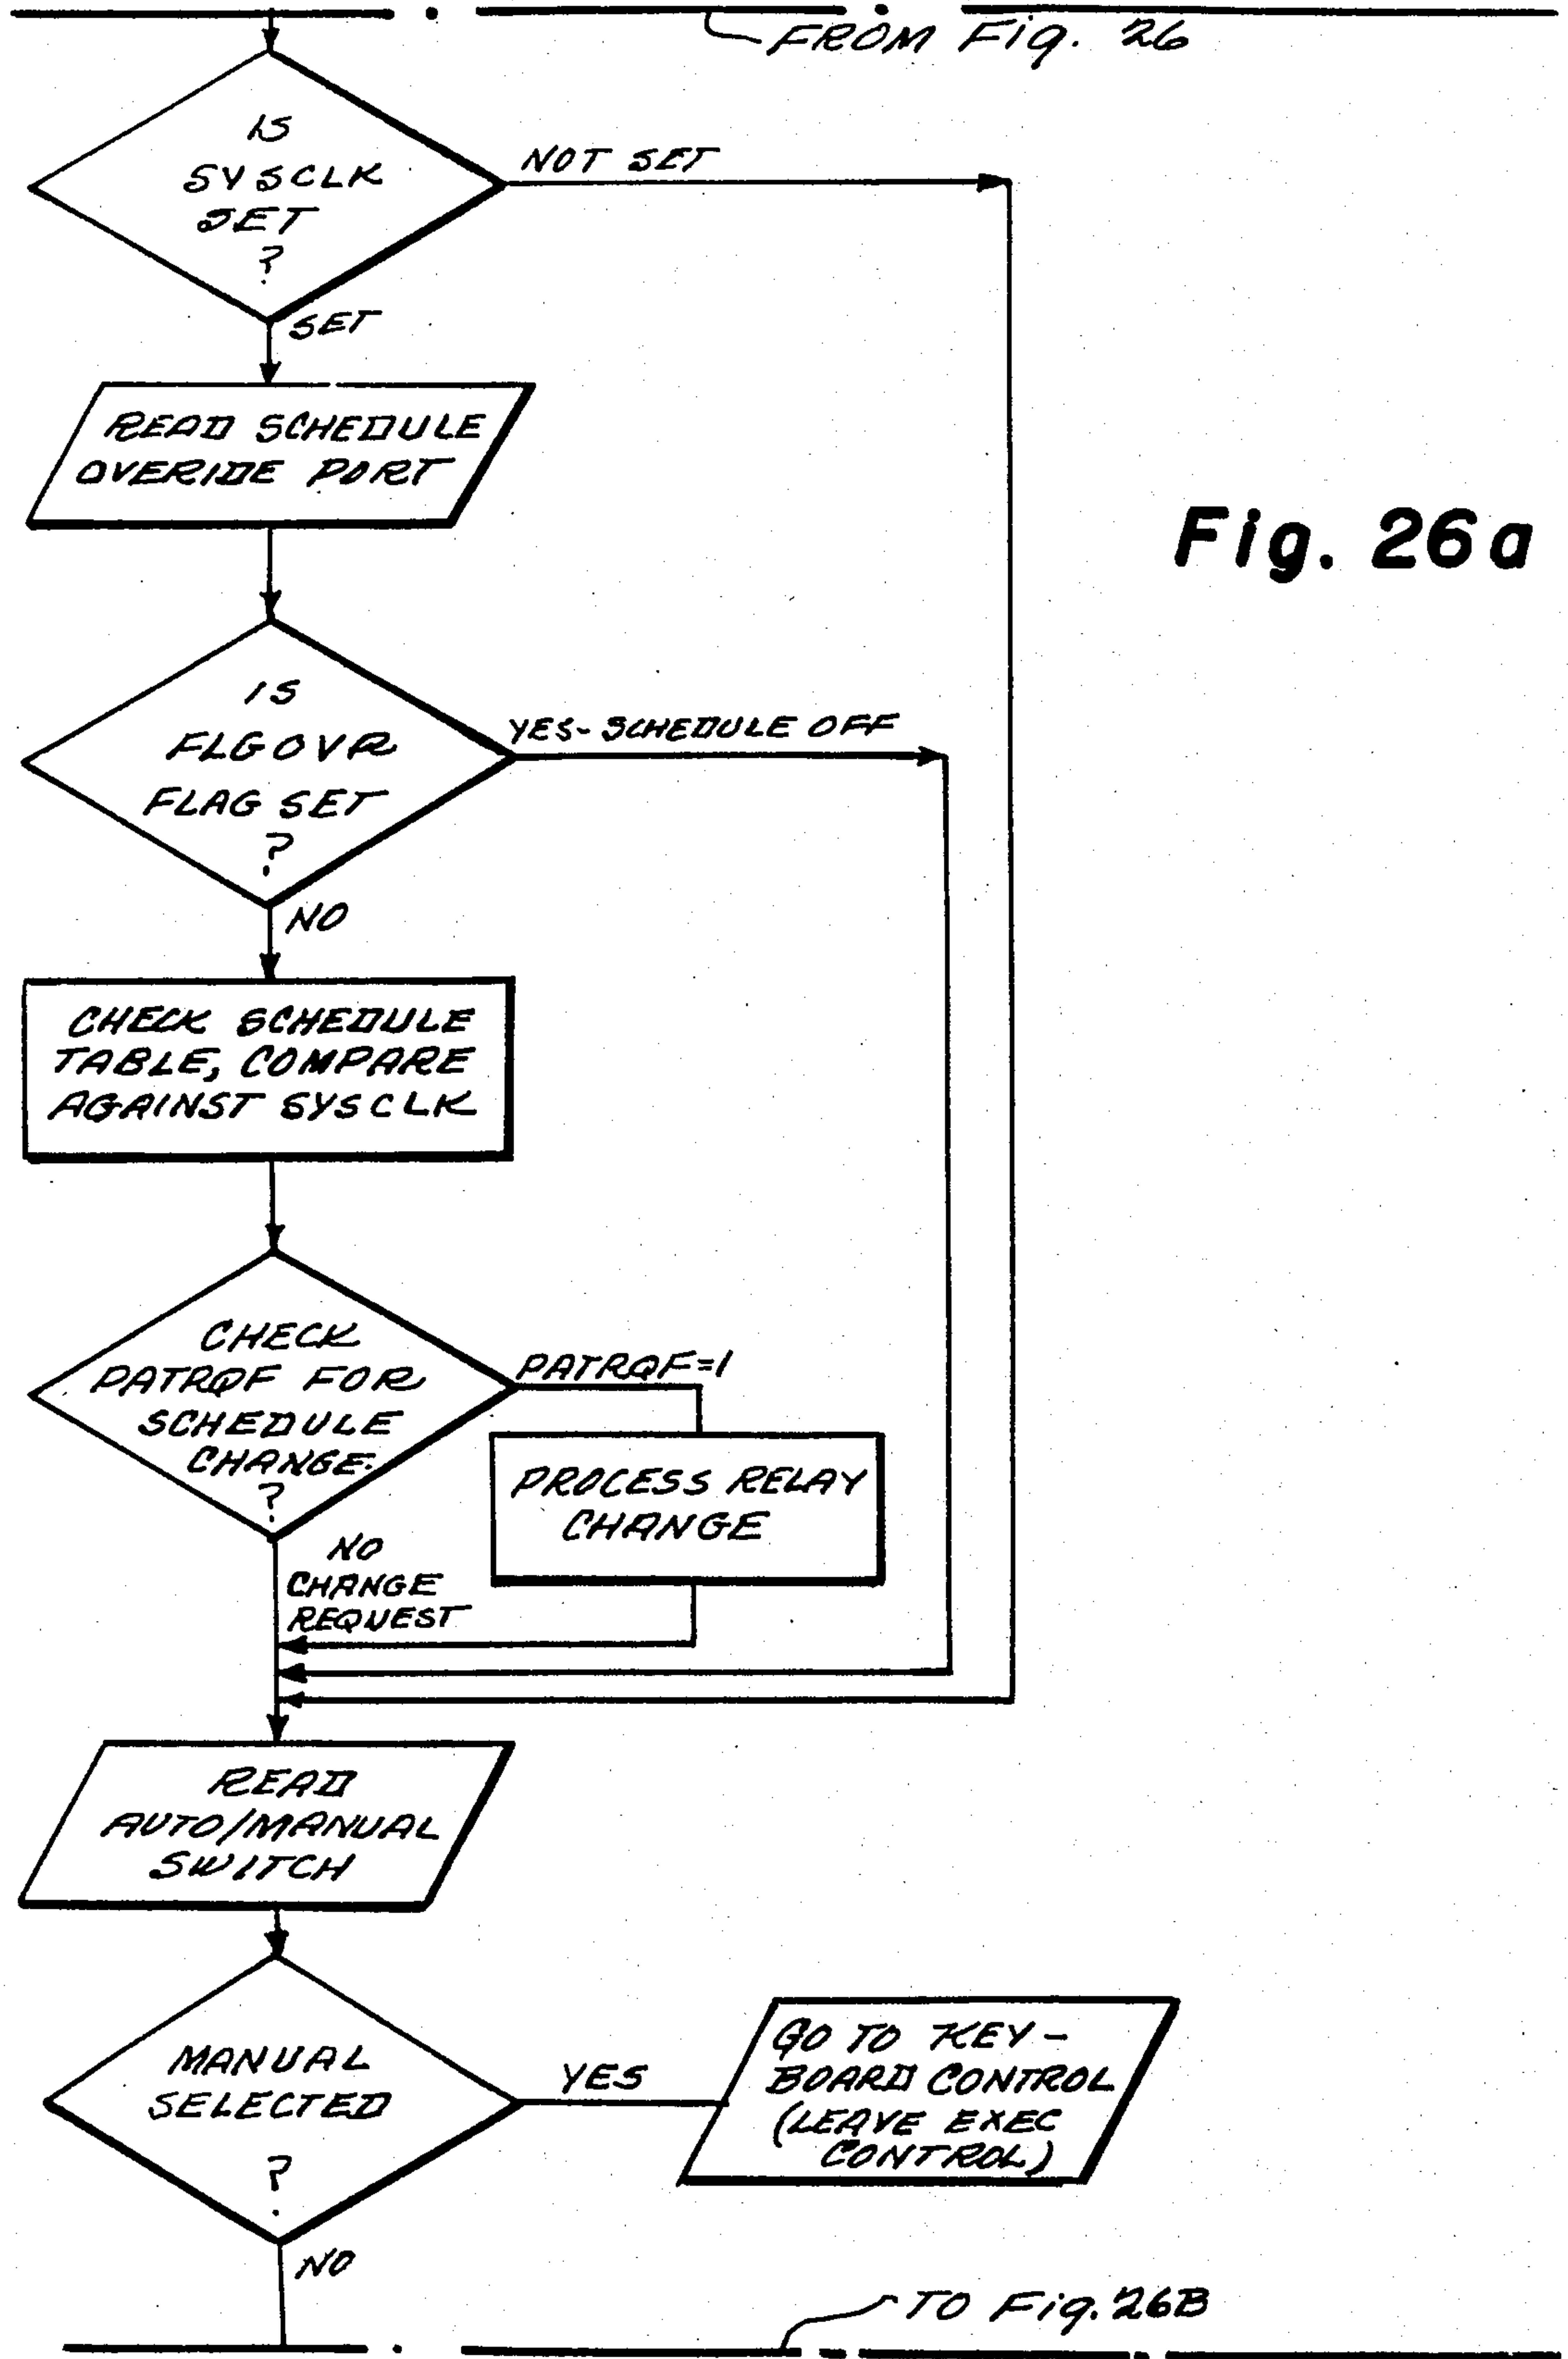 FROM Fig. 26
IS
SYSCLK
SET
?
NOT SET
SET
READ SCHEDULE
OVERIDE PORT
Fig. 26a
IS
FLGOVR
FLAG SET
?
YES-SCHEDULE OFF
NO
CHECK SCHEDULE
TABLE, COMPARE
AGAINST SYSCLK
CHECK
PATRQF FOR
SCHEDULE
CHANGE
?
PATRQF=1
PROCESS RELAY
CHANGE
NO
CHANGE
REQUEST
READ
AUTO/MANUAL
SWITCH
MANUAL
SELECTED
?
YES
GO TO KEY-
BOARD CONTROL
(LEAVE EXEC
CONTROL)
NO
TO Fig. 26B